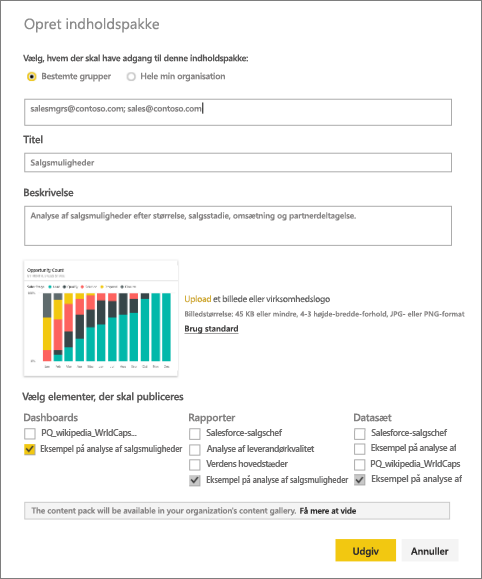 Opret indholdspakke
Vælg, hvem der skal have adgang til denne indholdspakke:
Bestemte grupper Hele min organisation
salesmgrs@contoso.com; sales@contoso.com
Titel
Salgsmuligheder
Beskrivelse
Analyse af salgsmuligheder efter størrelse, salgsstadie, omsætning og partnerdeltagelse.
Opportunity Count
100%
0%
Upload et billede eller virksomhedslogo
Billedstørrelse: 45 KB eller mindre, 4-3 højde-bredde-forhold, JPG- eller PNG-format
Brug standard
Vælg elementer, der skal publiceres
Dashboards Rapporter Datasæt
PQ_wikipedia_WrldCaps... Salesforce-salgschef Salesforce-salgschef
Eksempel på analyse af salgsmuligheder Analyse af leverandørkvalitet Eksempel på analyse af
Verdens hovedstæder PQ_wikipedia_WrldCaps
Eksempel på analyse af salgsmuligheder Eksempel på analyse af
The content pack will be available in your organization's content gallery. Få mere at vide
Udgiv Annuller